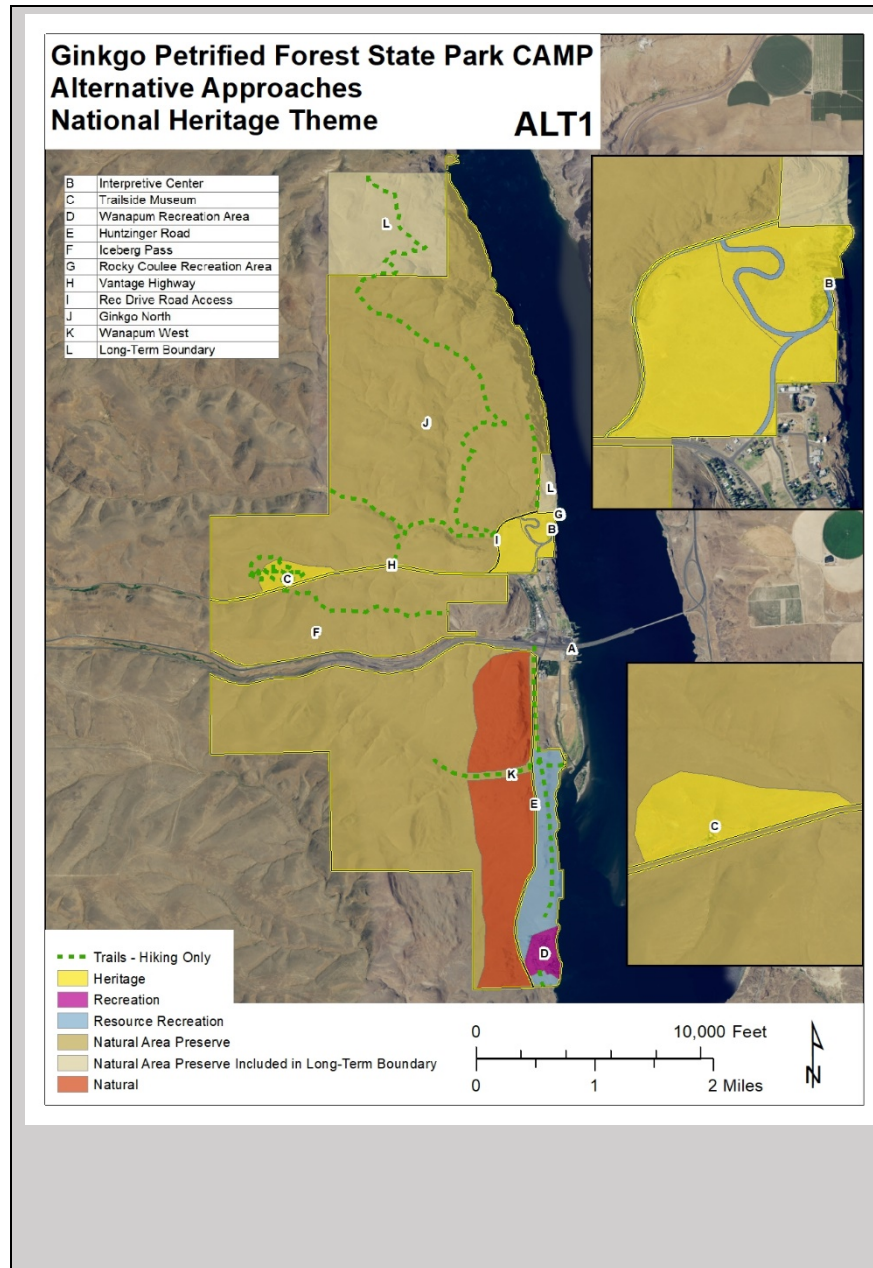 Ginkgo Petrified Forest State Park CAMP
Alternative Approaches
National Heritage Theme ALT1
B Interpretive Center
C Trailside Museum
D Wanapum Recreation Area
E Huntzinger Road
F Iceberg Pass
G Rocky Coulee Recreation Area
H Vantage Highway
I Rec Drive Road Access
J Ginkgo North
K Wanapum West
L Long-Term Boundary
L
B
J
L
G
B
I
H
C
F
A
K
E
C
D
Trails - Hiking Only
Heritage
Recreation
Resource Recreation
Natural Area Preserve
Natural Area Preserve Included in Long-Term Boundary
Natural
0 10,000 Feet
0 1 2 Miles
N